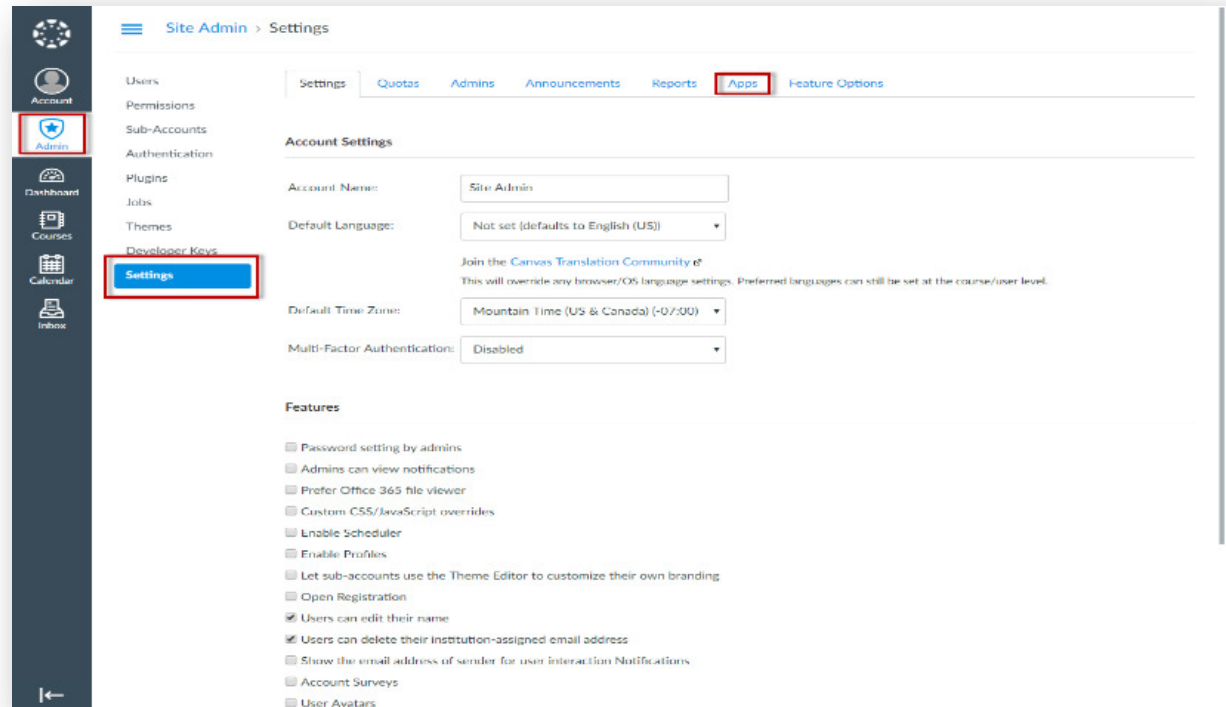 Site Admin > Settings
Account
Admin
Dashboard
Courses
Calendar
Inbox
Users
Permissions
Sub-Accounts
Authentication
Plugins
Jobs
Themes
Developer Keys
Settings
Settings Quotas Admins Announcements Reports Apps Feature Options
Account Settings
Account Name: Site Admin
Default Language: Not set (defaults to English (US))
Join the Canvas Translation Community
This will override any browser/OS language settings. Preferred languages can still be set at the course/user level.
Default Time Zone: Mountain Time (US & Canada) (-07:00)
Multi-Factor Authentication: Disabled
Features
Password setting by admins
Admins can view notifications
Prefer Office 365 file viewer
Custom CSS/JavaScript overrides
Enable Scheduler
Enable Profiles
Let sub-accounts use the Theme Editor to customize their own branding
Open Registration
Users can edit their name
Users can delete their institution-assigned email address
Show the email address of sender for user interaction Notifications
Account Surveys
User Avatars